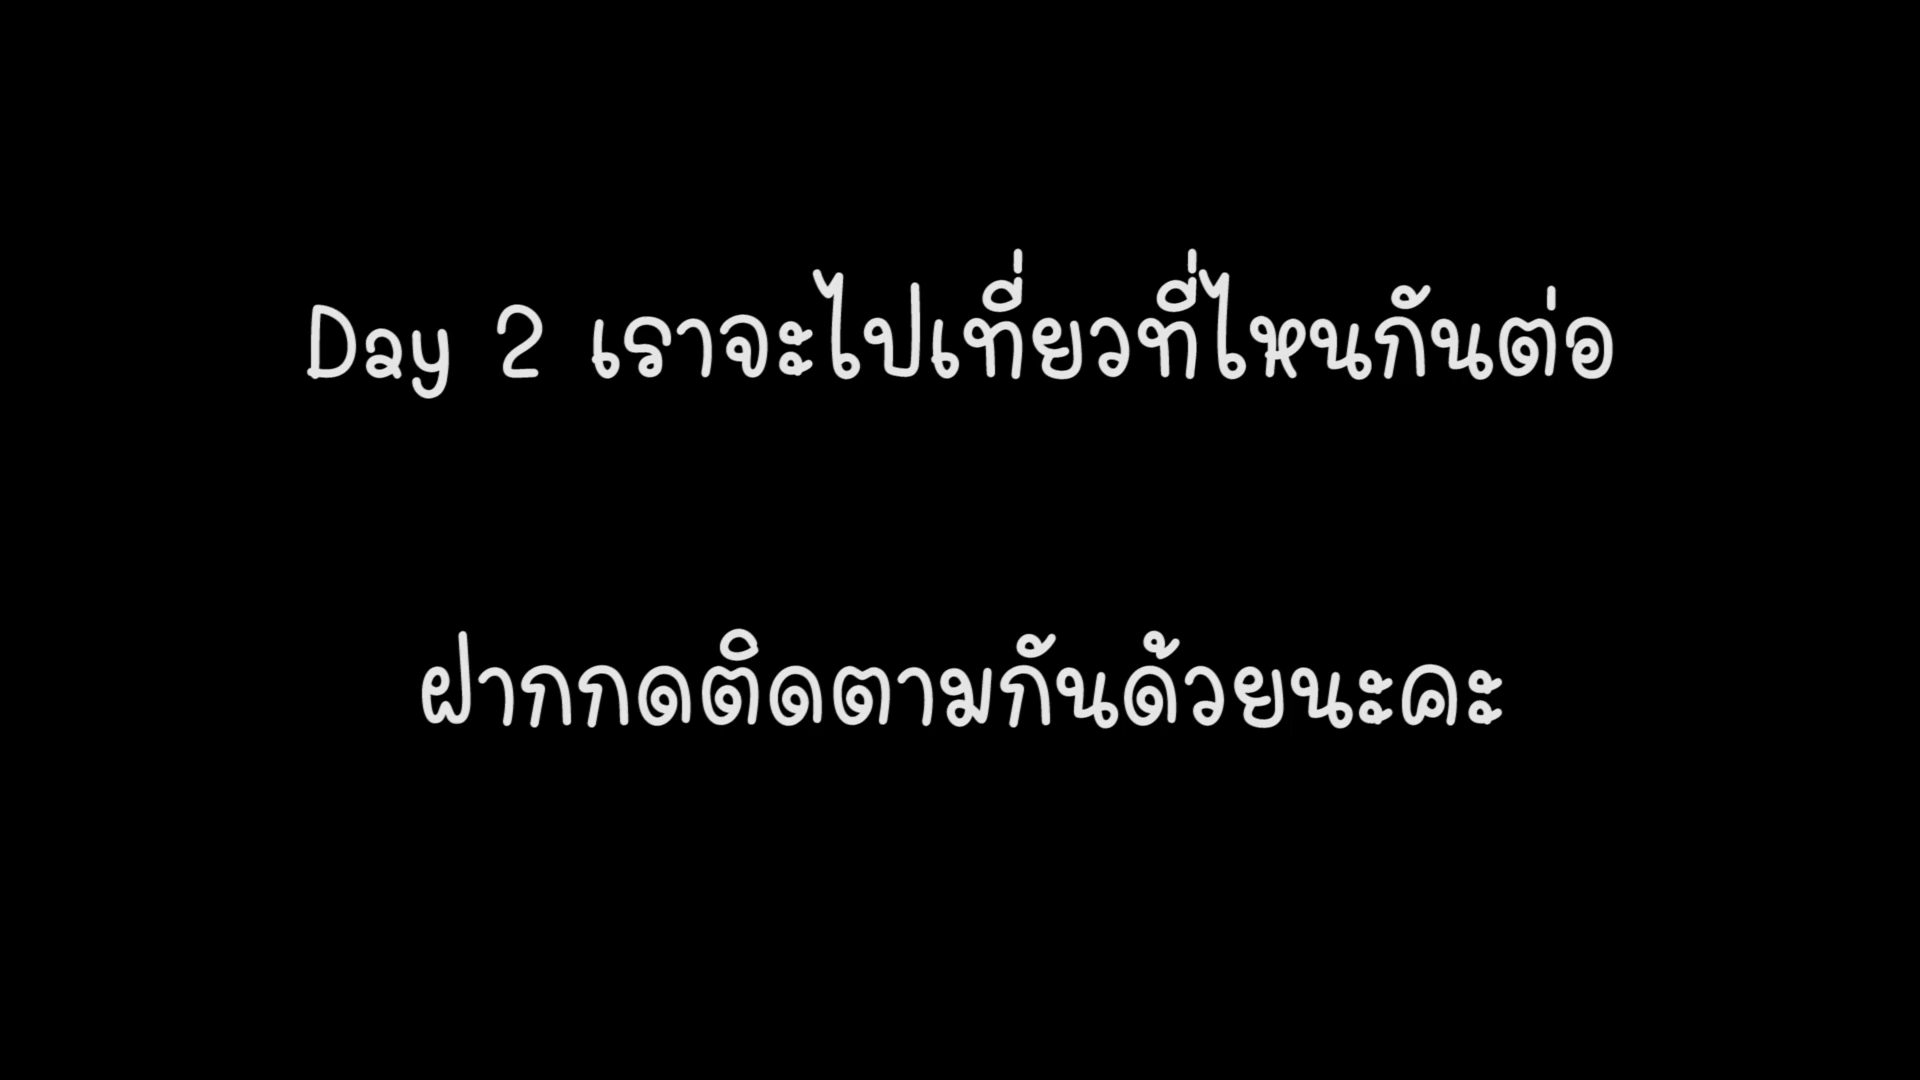 Day 2 เราจะไปเที่ยวที่ไหนกันต่อ
ฝากกดติดตามกันด้วยนะคะ